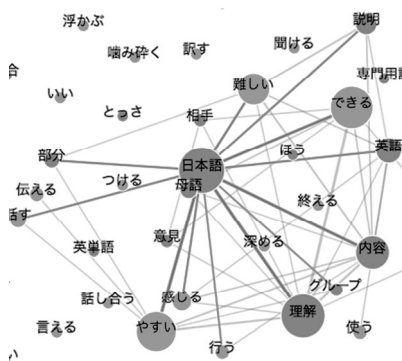 浮かぶ
説明
聞ける
訳す
噛み砕く
合
専門用語
難しい
いい
できる
とっさ
相手
英語
ほう
部分
日本語
つける
母語
伝える
終える
話す
意見
深める
英単語
内容
グループ
話し合う
感じる
理解
やすい
言える
使う
行う
い